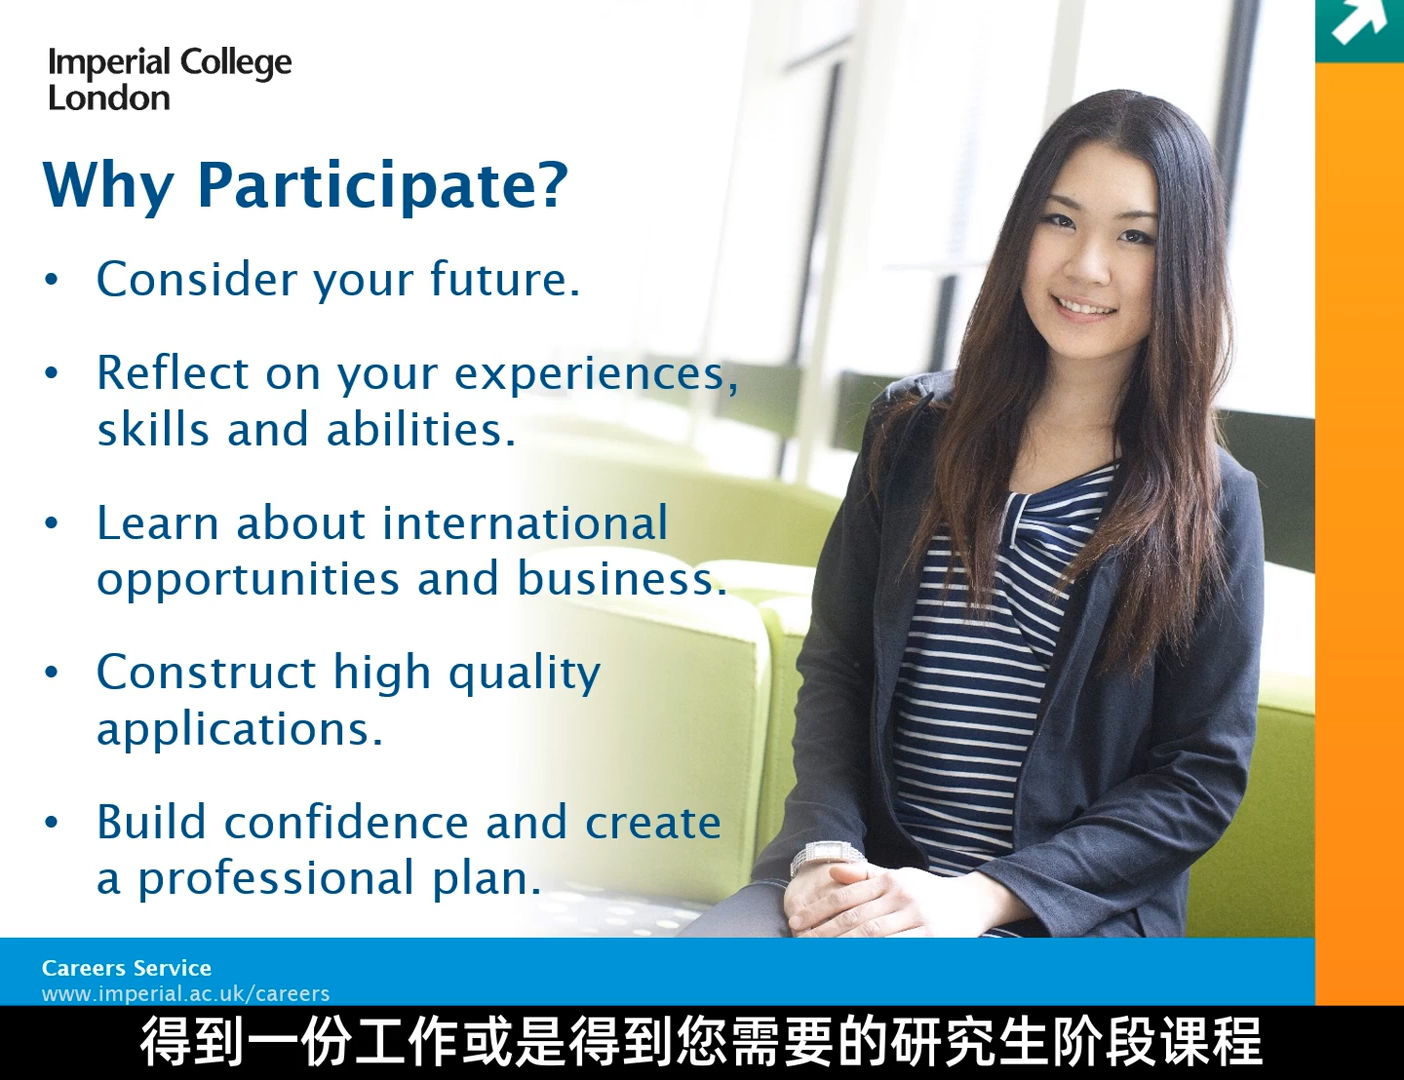 Imperial College
London
Why Participate?
• Consider your future.
• Reflect on your experiences,
skills and abilities.
• Learn about international
opportunities and business.
• Construct high quality
applications.
• Build confidence and create
a professional plan.
Careers Service
www.imperial.ac.uk/careers
得到一份工作或是得到您需要的研究生阶段课程